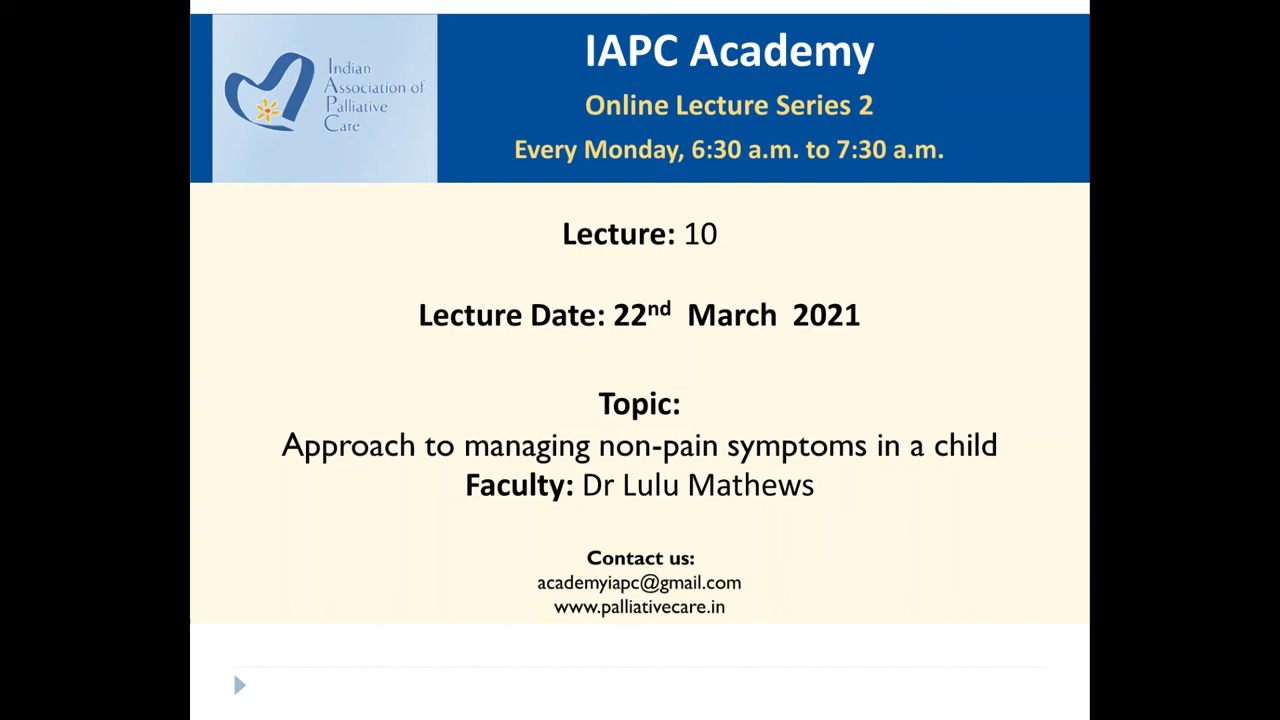 Indian
Association of
Palliative
Care
IAPC Academy
Online Lecture Series 2
Every Monday, 6:30 a.m. to 7:30 a.m.
Lecture: 10
Lecture Date: 22nd March 2021
Topic:
Approach to managing non-pain symptoms in a child
Faculty: Dr Lulu Mathews
Contact us:
academyiapc@gmail.com
www.palliativecare.in